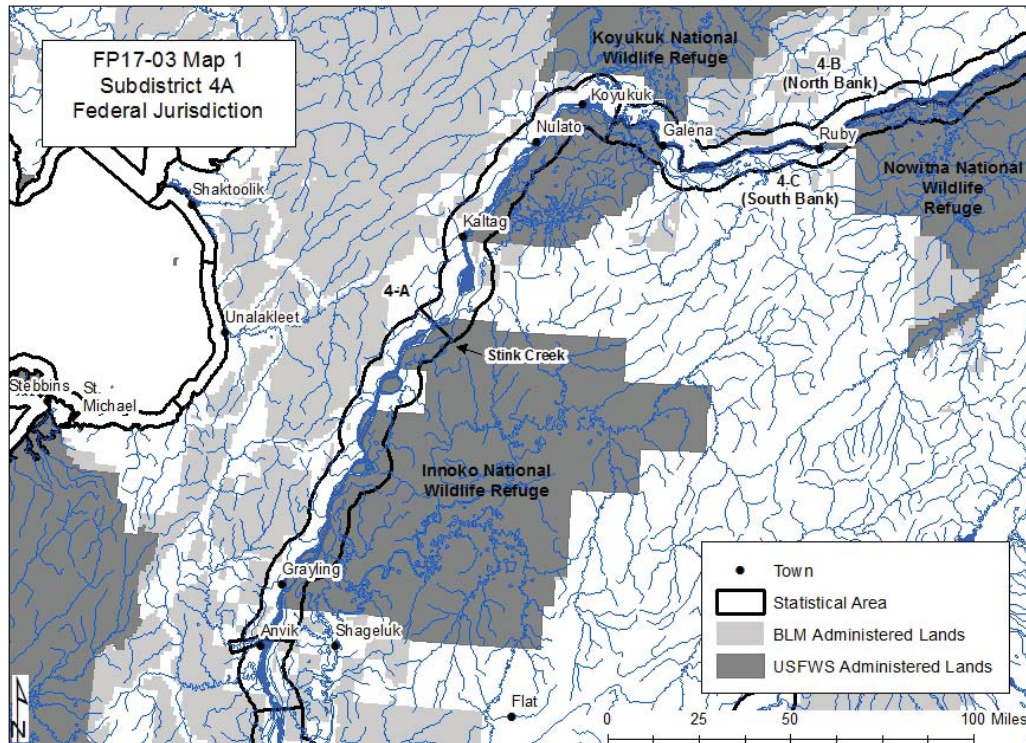 FP17-03 Map 1
Subdistrict 4A
Federal Jurisdiction
Koyukuk National
Wildlife Refuge
4-B
(North Bank)
Koyukuk
Nulato
Galena
Ruby
Nowitna National
Wildlife
Refuge
4-C
(South Bank)
Shaktoolik
Kaltag
4-A
Unalakleet
Stink Creek
Stebbins
St.
Michael
Innoko National
Wildlife Refuge
Grayling
Anvik
Shageluk
Flat
Town
Statistical Area
BLM Administered Lands
USFWS Administered Lands
N
0 25 50 100 Miles